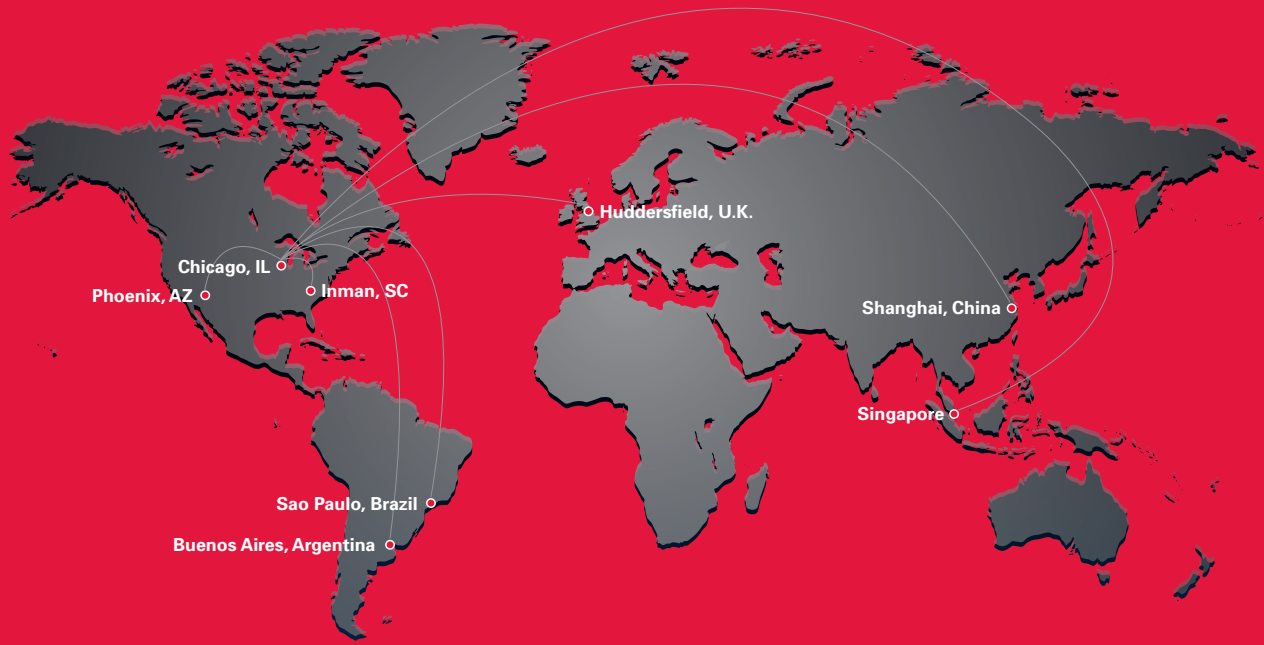 Huddersfield, U.K.
Chicago, IL
Phoenix, AZ
Inman, SC
Shanghai, China
Singapore
Sao Paulo, Brazil
Buenos Aires, Argentina